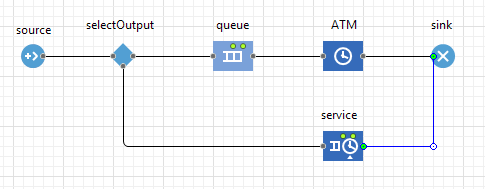 source
selectOutput
queue
ATM
sink
service